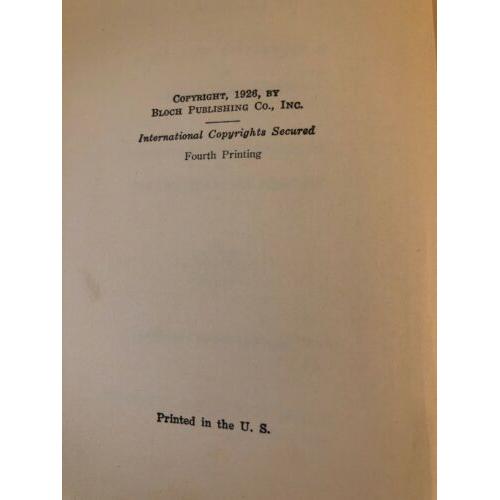 Copyright, 1926, by
Bloch Publishing Co., Inc.
International Copyrights Secured
Fourth Printing
Printed in the U. S.